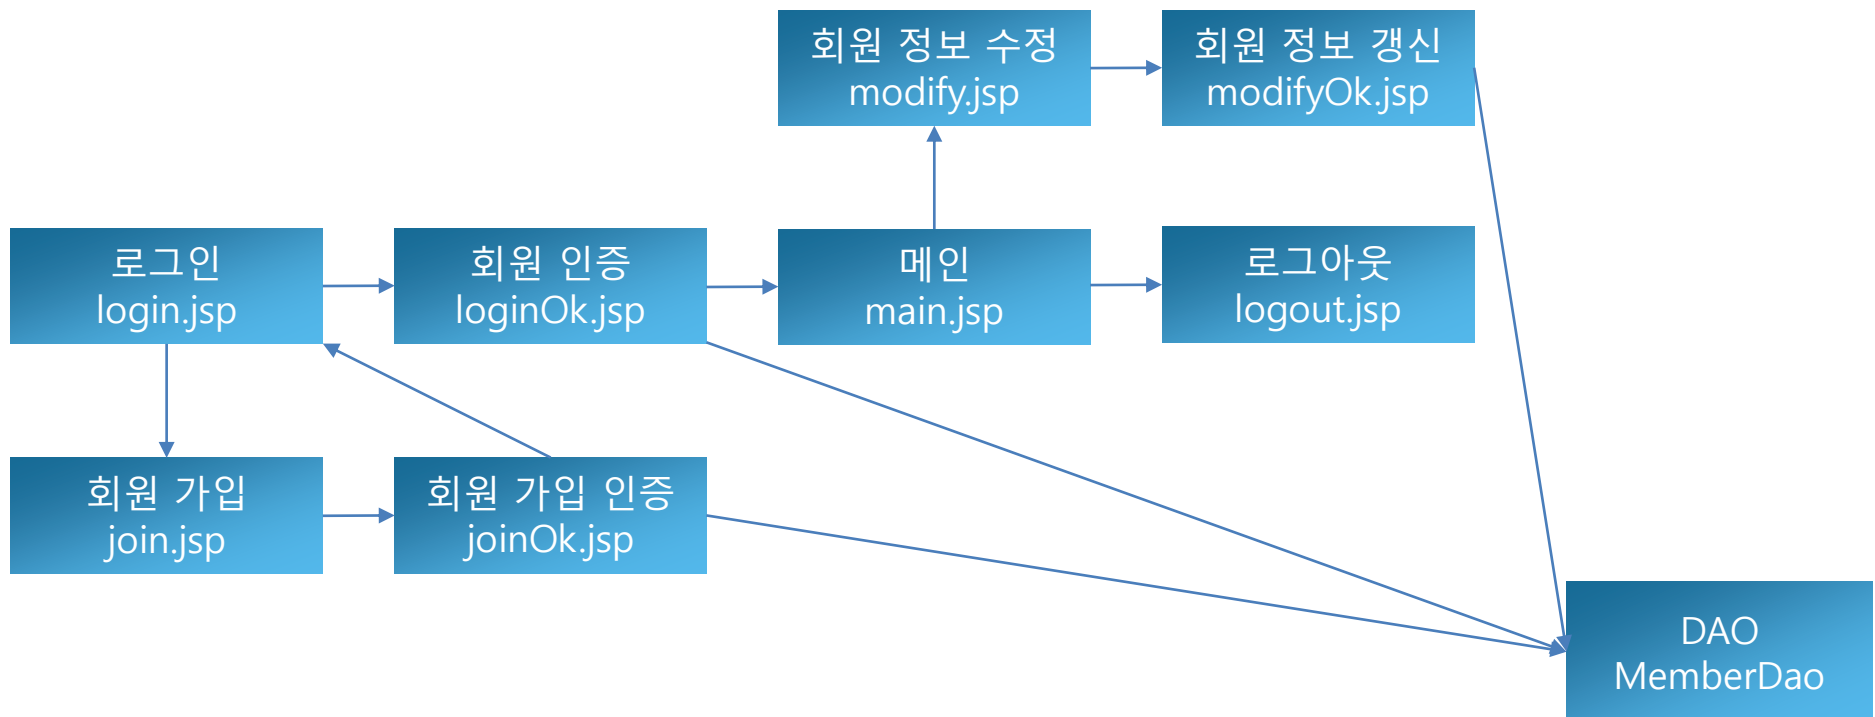 회원 정보 수정
modify.jsp
회원 정보 갱신
modifyOk.jsp
로그인
login.jsp
회원 인증
loginOk.jsp
메인
main.jsp
로그아웃
logout.jsp
회원 가입
join.jsp
회원 가입 인증
joinOk.jsp
DAO
MemberDao